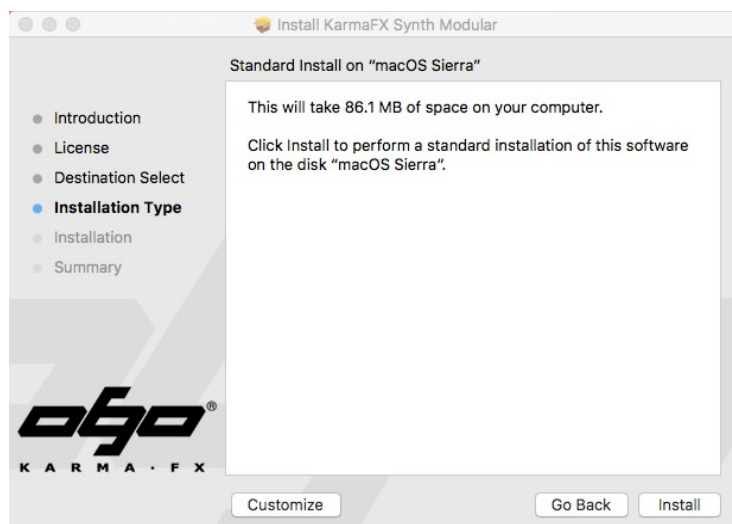 Install KarmaFX Synth Modular
Standard Install on “macOS Sierra”
Introduction
License
Destination Select
Installation Type
Installation
Summary
This will take 86.1 MB of space on your computer.
Click Install to perform a standard installation of this software
on the disk “macOS Sierra”.
®
KARMA·FX
Customize
Go Back
Install